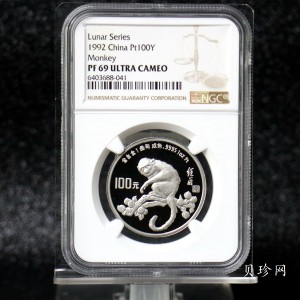 Lunar Series
1992 China Pt100Y
Monkey
PF 69 ULTRA CAMEO
6403688-041
NUMISMATIC GUARANTY CORPORATION
NGC
100元
贝珍网